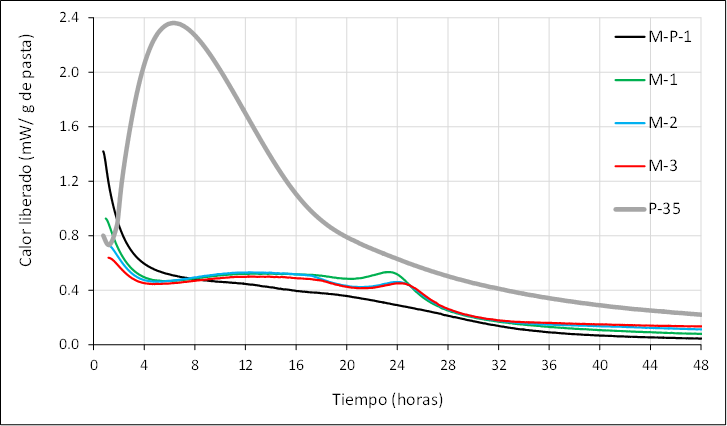 2.4
2.0
1.6
1.2
0.8
0.4
0.0
Calor liberado (mW/ g de pasta)
M-P-1
M-1
M-2
M-3
P-35
0 4 8 12 16 20 24 28 32 36 40 44 48
Tiempo (horas)